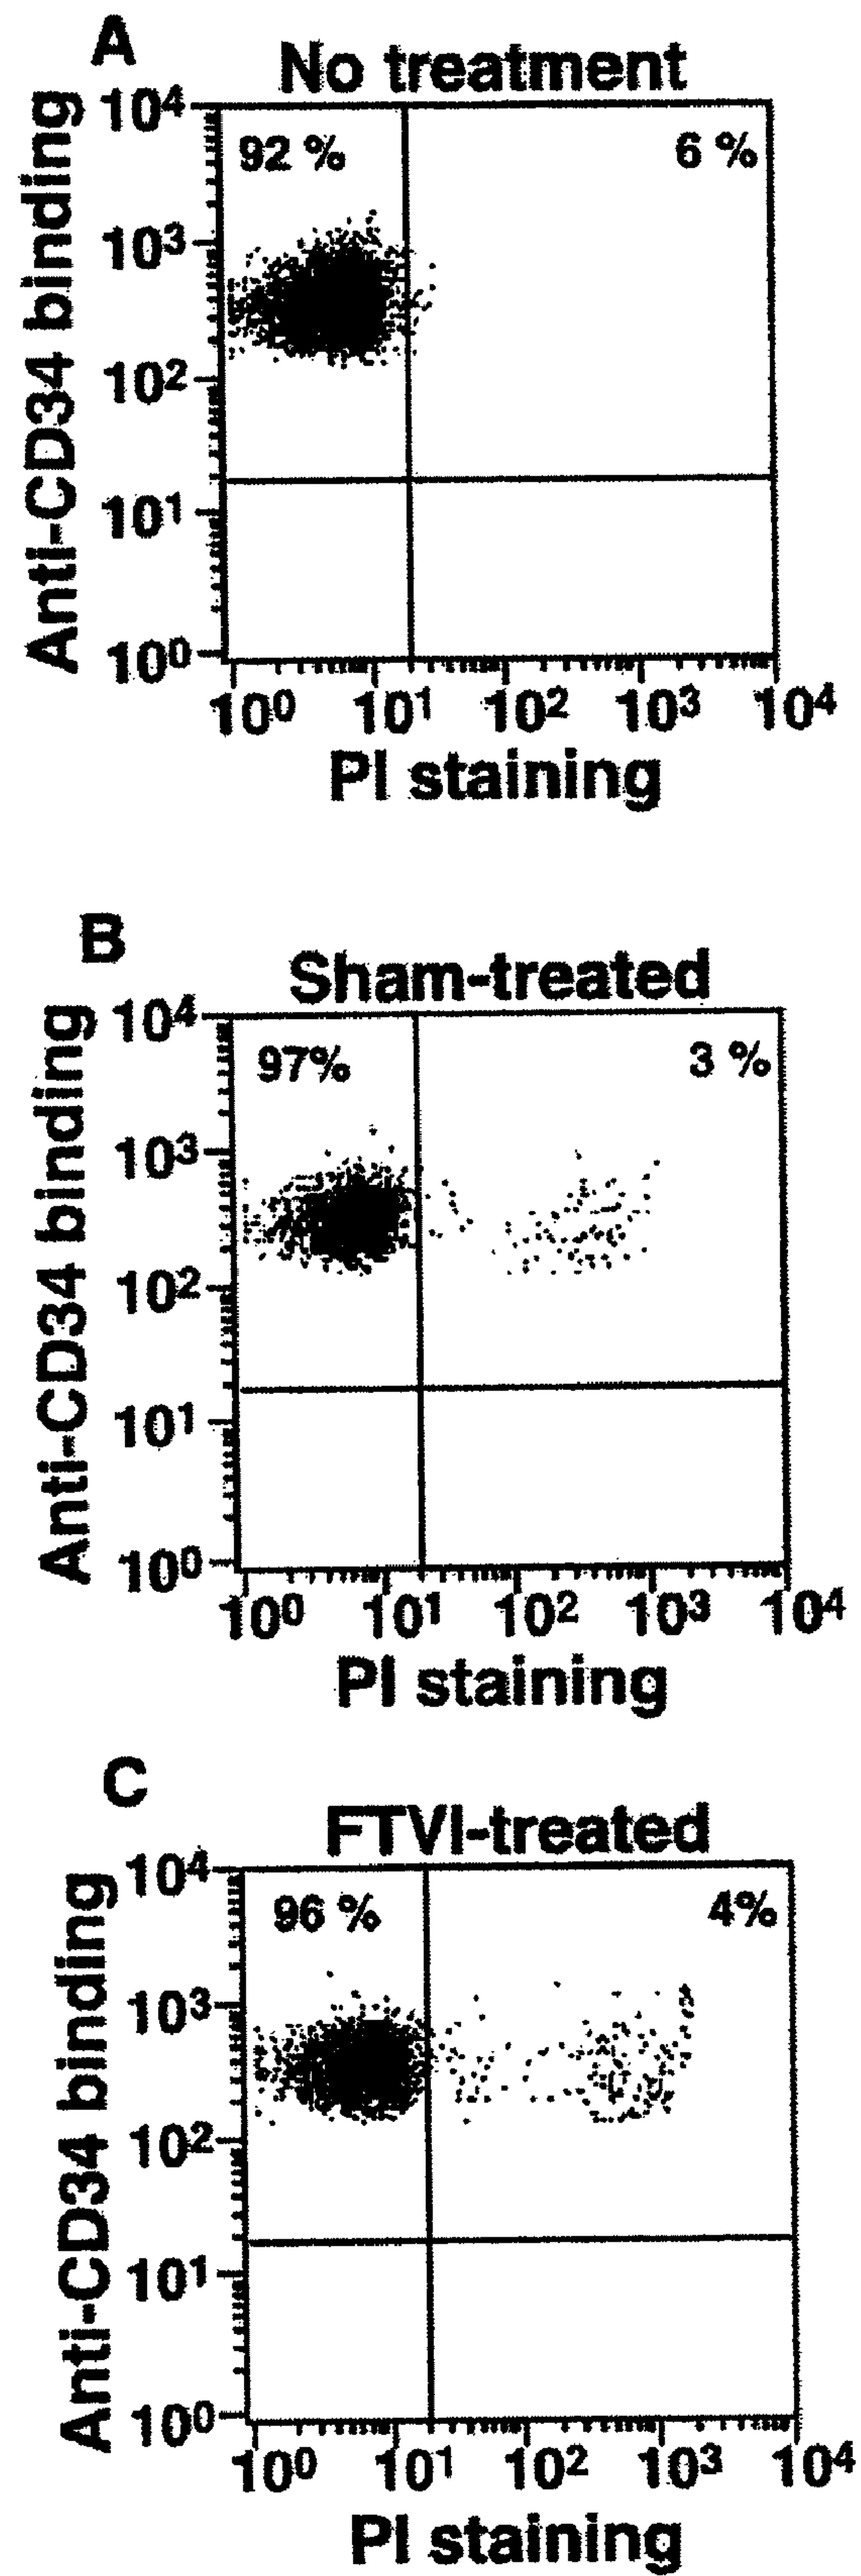 A
No treatment
Anti-CD34 binding
10⁴
10³
10²
10¹
10⁰
92 %
6 %
10⁰ 10¹ 10² 10³ 10⁴
PI staining
B
Sham-treated
Anti-CD34 binding
10⁴
10³
10²
10¹
10⁰
97%
3 %
10⁰ 10¹ 10² 10³ 10⁴
PI staining
C
FTVI-treated
Anti-CD34 binding
10⁴
10³
10²
10¹
10⁰
96 %
4%
10⁰ 10¹ 10² 10³ 10⁴
PI staining